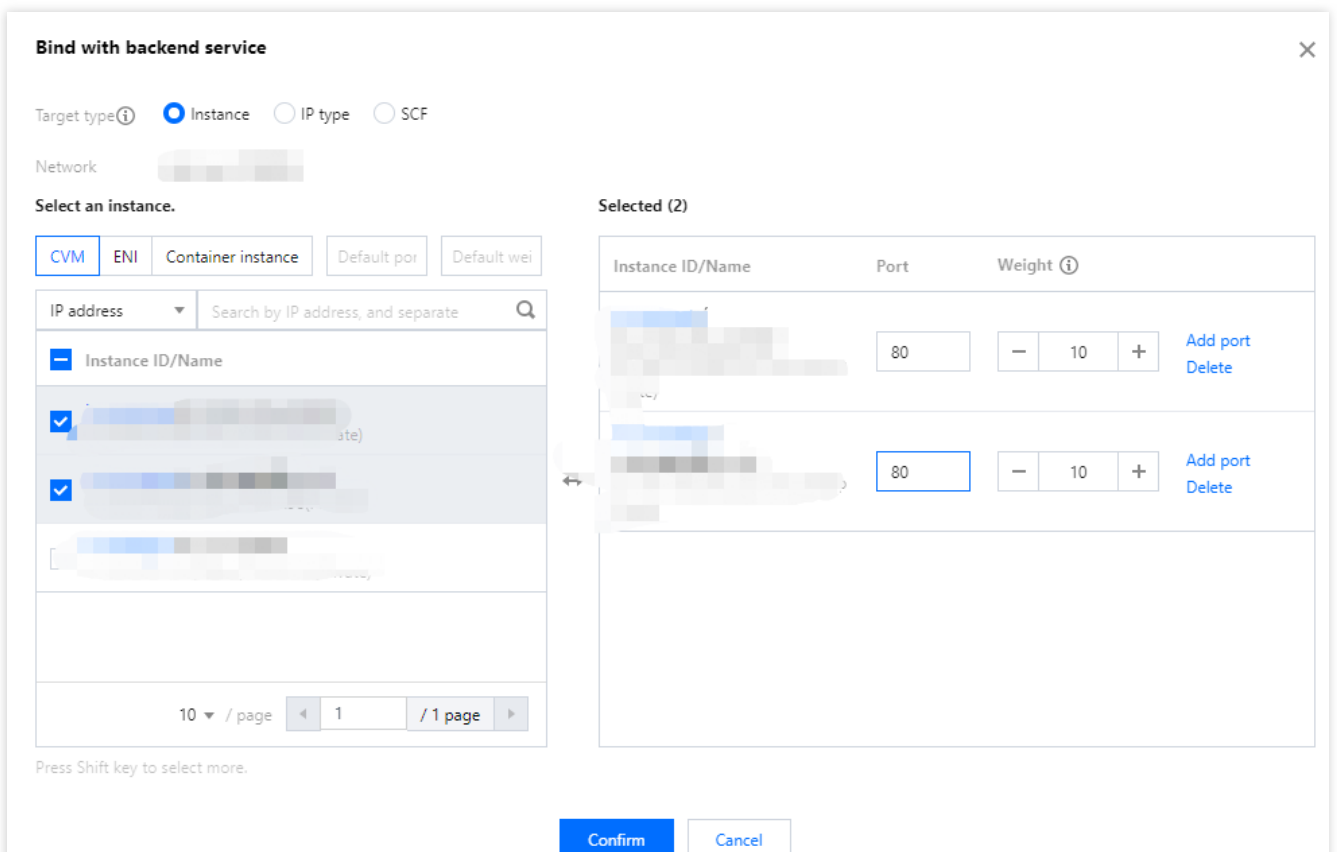 Bind with backend service
Target type Instance IP type SCF
Network
Select an instance.
Selected (2)
CVM ENI Container instance Default por Default wei
IP address Search by IP address, and separate
Instance ID/Name
ate)
10 / page 1 / 1 page
Press Shift key to select more.
Instance ID/Name Port Weight
80 10 Add port
Delete
80 10 Add port
Delete
Confirm Cancel